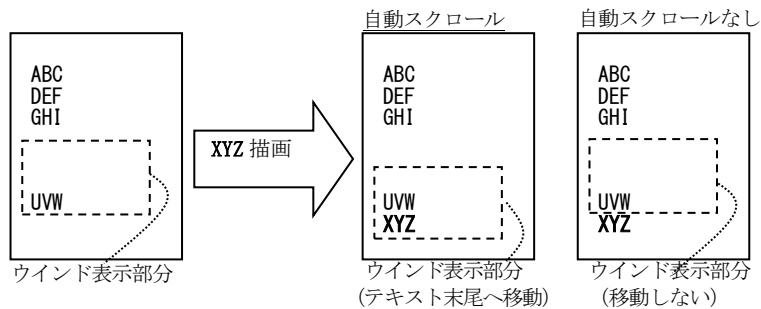 自動スクロール
自動スクロールなし
ABC
DEF
GHI
UVW
ウインド表示部分
XYZ 描画
ABC
DEF
GHI
UVW
XYZ
ウインド表示部分
(テキスト末尾へ移動)
ABC
DEF
GHI
UVW
XYZ
ウインド表示部分
(移動しない)